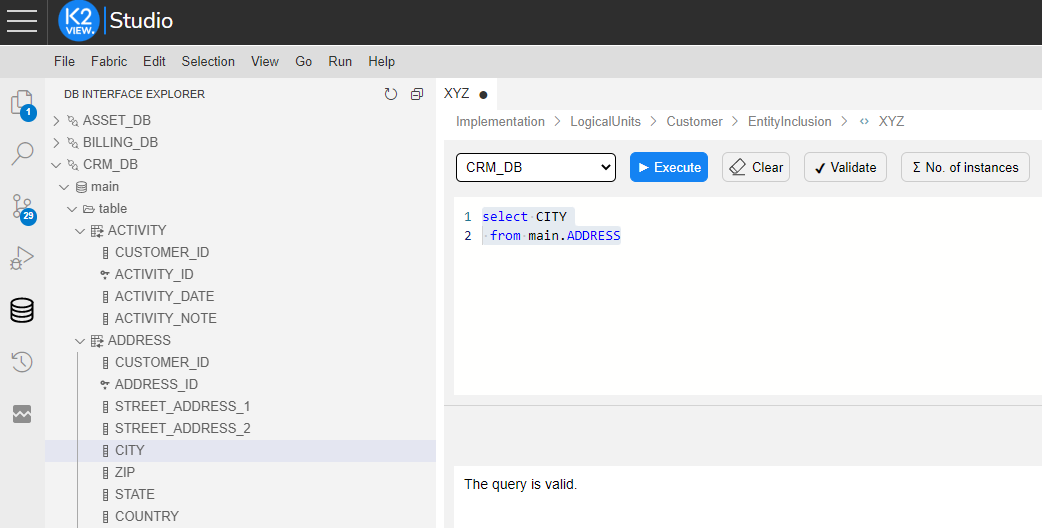 K2 VIEW. Studio
File Fabric Edit Selection View Go Run Help
DB INTERFACE EXPLORER
1
29
ASSET_DB
BILLING_DB
CRM_DB
main
table
ACTIVITY
CUSTOMER_ID
ACTIVITY_ID
ACTIVITY_DATE
ACTIVITY_NOTE
ADDRESS
CUSTOMER_ID
ADDRESS_ID
STREET_ADDRESS_1
STREET_ADDRESS_2
CITY
ZIP
STATE
COUNTRY
XYZ ●
Implementation > LogicalUnits > Customer > EntityInclusion > <> XYZ
CRM_DB Execute Clear Validate Σ No. of instances
1 select CITY
2 from main.ADDRESS
The query is valid.